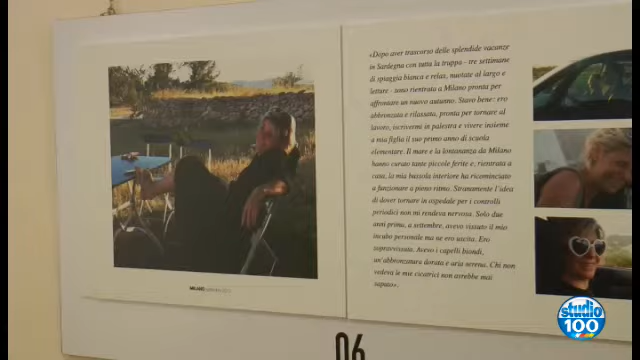 «Dopo aver trascorso delle splendide vacanze
in Sardegna con tutta la truppa - tre settimane
di spiaggia bianca e relax, nuotate al largo e
letture - sono rientrata a Milano pronta per
affrontare un nuovo autunno. Stavo bene: ero
abbronzata e rilassata, pronta per tornare al
lavoro, iscrivermi in palestra e vivere insieme
a mia figlia il suo primo anno di scuola
elementare. Il mare e la lontananza da Milano
hanno curato tante piccole ferite e, rientrata a
casa, la mia bussola interiore ha ricominciato
a funzionare a pieno ritmo. Stranamente l'idea
di dover tornare in ospedale per i controlli
periodici non mi rendeva nervosa. Solo due
anni prima, a settembre, avevo vissuto il mio
incubo personale ma ne ero uscita. Ero
sopravvissuta. Avevo i capelli biondi,
un'abbronzatura dorata e aria serena. Chi non
vedeva le mie cicatrici non avrebbe mai
saputo».
MILANO
06
studio
100